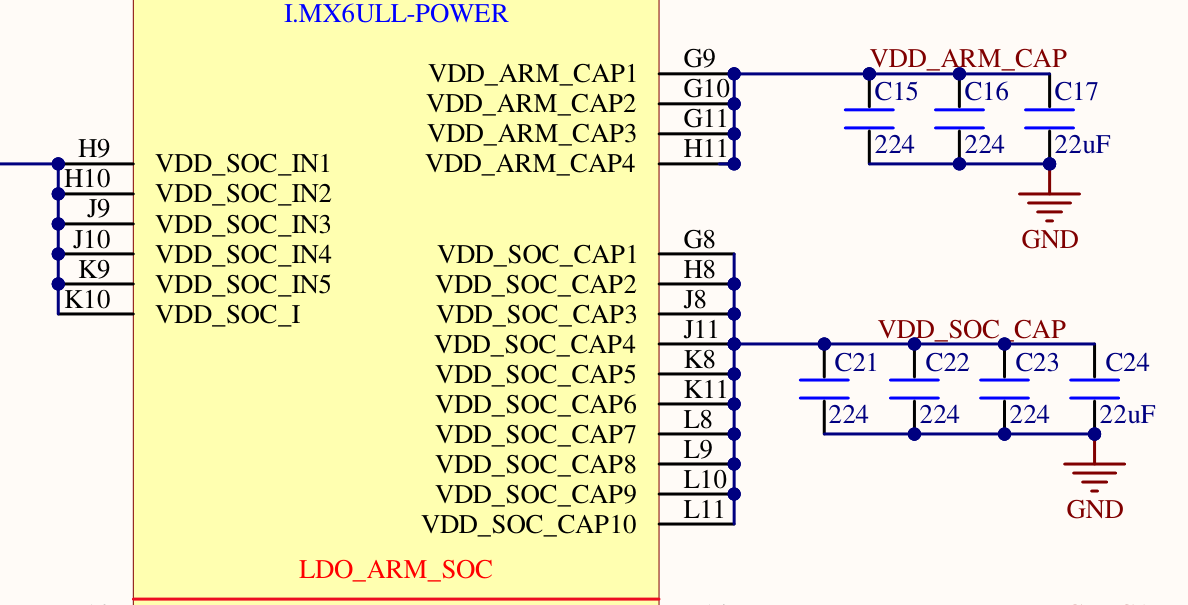 I.MX6ULL-POWER
H9
H10
J9
J10
K9
K10
VDD_SOC_IN1
VDD_SOC_IN2
VDD_SOC_IN3
VDD_SOC_IN4
VDD_SOC_IN5
VDD_SOC_I
VDD_ARM_CAP1
VDD_ARM_CAP2
VDD_ARM_CAP3
VDD_ARM_CAP4
G9
G10
G11
H11
VDD_ARM_CAP
C15
C16
C17
224
224
22uF
GND
VDD_SOC_CAP1
VDD_SOC_CAP2
VDD_SOC_CAP3
VDD_SOC_CAP4
VDD_SOC_CAP5
VDD_SOC_CAP6
VDD_SOC_CAP7
VDD_SOC_CAP8
VDD_SOC_CAP9
VDD_SOC_CAP10
G8
H8
J8
J11
K8
K11
L8
L9
L10
L11
VDD_SOC_CAP
C21
C22
C23
C24
224
224
224
22uF
GND
LDO_ARM_SOC